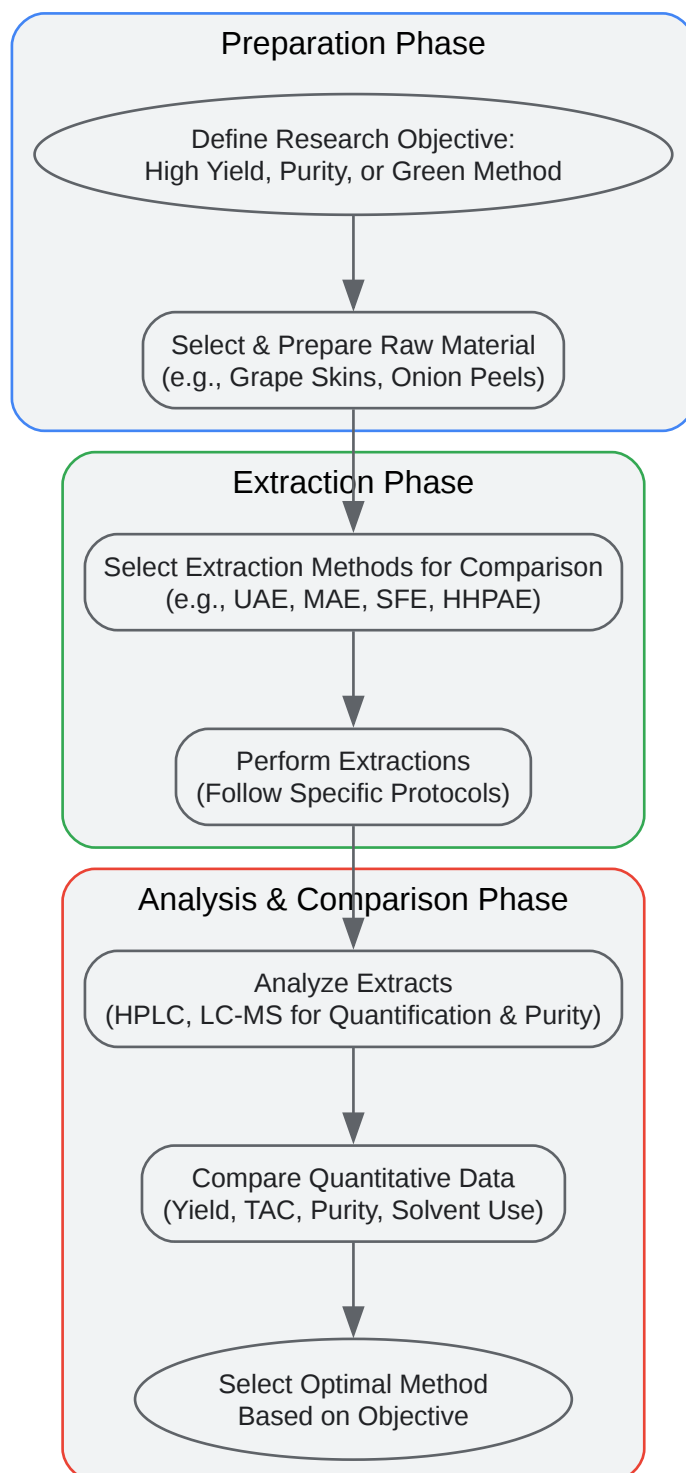 Preparation Phase
Define Research Objective:
High Yield, Purity, or Green Method
Select & Prepare Raw Material
(e.g., Grape Skins, Onion Peels)
Extraction Phase
Select Extraction Methods for Comparison
(e.g., UAE, MAE, SFE, HHPAE)
Perform Extractions
(Follow Specific Protocols)
Analysis & Comparison Phase
Analyze Extracts
(HPLC, LC-MS for Quantification & Purity)
Compare Quantitative Data
(Yield, TAC, Purity, Solvent Use)
Select Optimal Method
Based on Objective